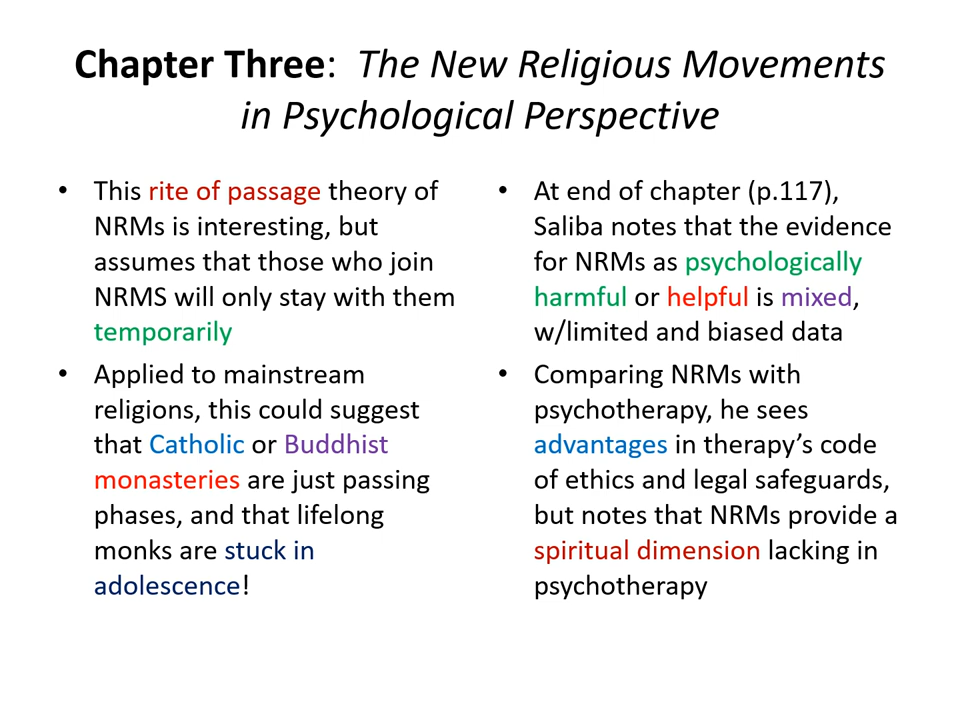 Chapter Three: The New Religious Movements
in Psychological Perspective
• This rite of passage theory of
NRMs is interesting, but
assumes that those who join
NRMS will only stay with them
temporarily
• Applied to mainstream
religions, this could suggest
that Catholic or Buddhist
monasteries are just passing
phases, and that lifelong
monks are stuck in
adolescence!
• At end of chapter (p.117),
Saliba notes that the evidence
for NRMs as psychologically
harmful or helpful is mixed,
w/limited and biased data
• Comparing NRMs with
psychotherapy, he sees
advantages in therapy’s code
of ethics and legal safeguards,
but notes that NRMs provide a
spiritual dimension lacking in
psychotherapy